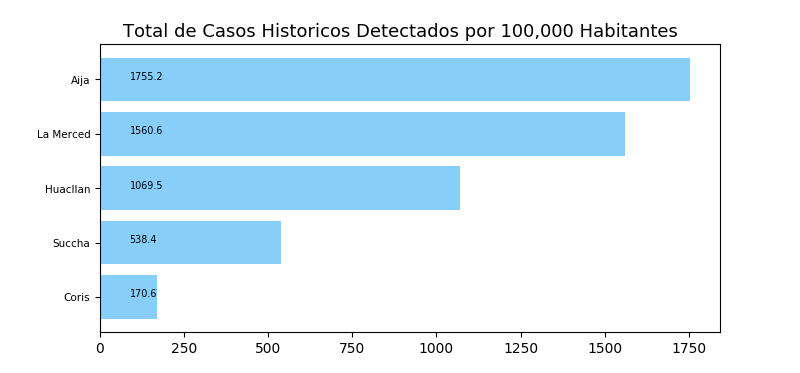 Total de Casos Historicos Detectados por 100,000 Habitantes
Aija 1755.2
La Merced 1560.6
Huacllan 1069.5
Succha 538.4
Coris 170.6
0 250 500 750 1000 1250 1500 1750